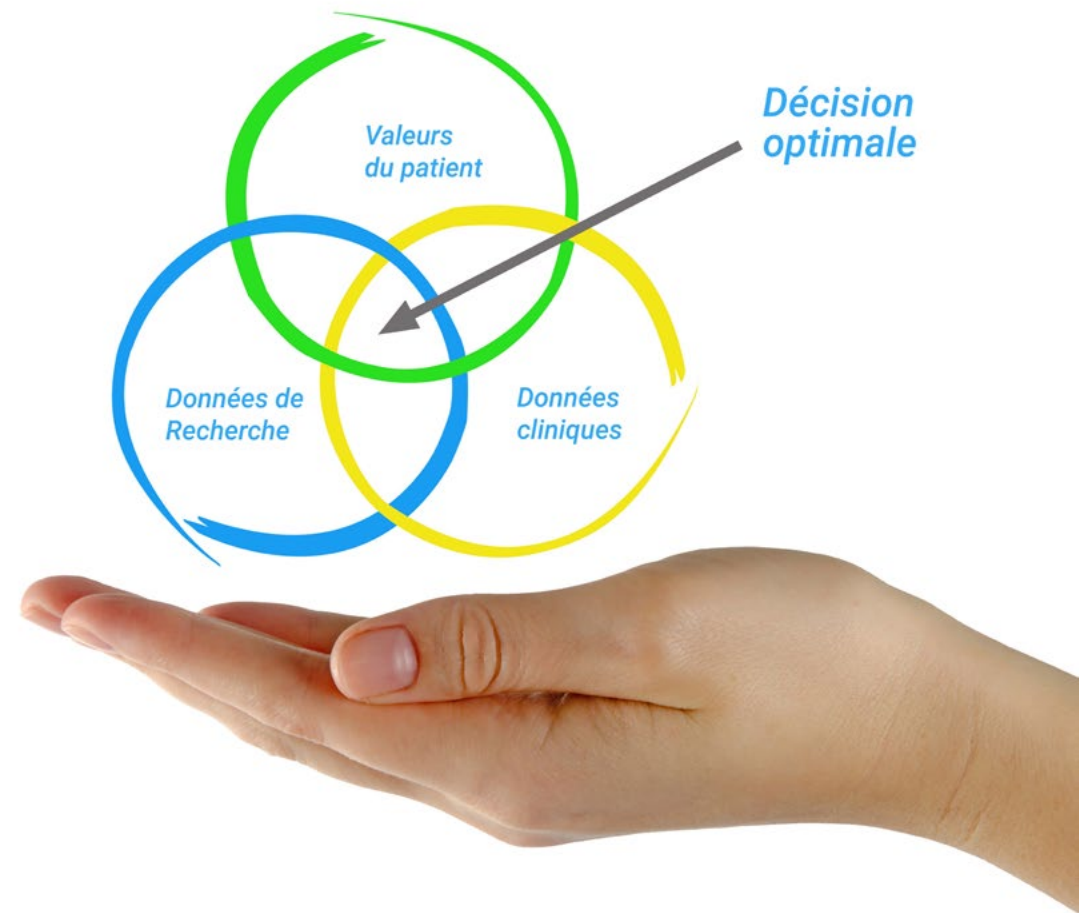 Valeurs
du patient
Décision
optimale
Données de
Recherche
Données
cliniques